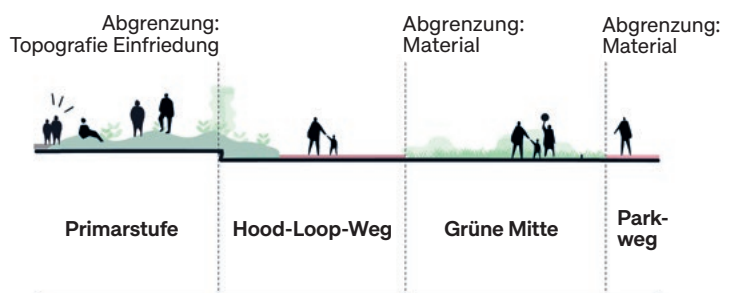 Abgrenzung:
Topografie Einfriedung
Abgrenzung:
Material
Abgrenzung:
Material
Primarstufe
Hood-Loop-Weg
Grüne Mitte
Park-
weg